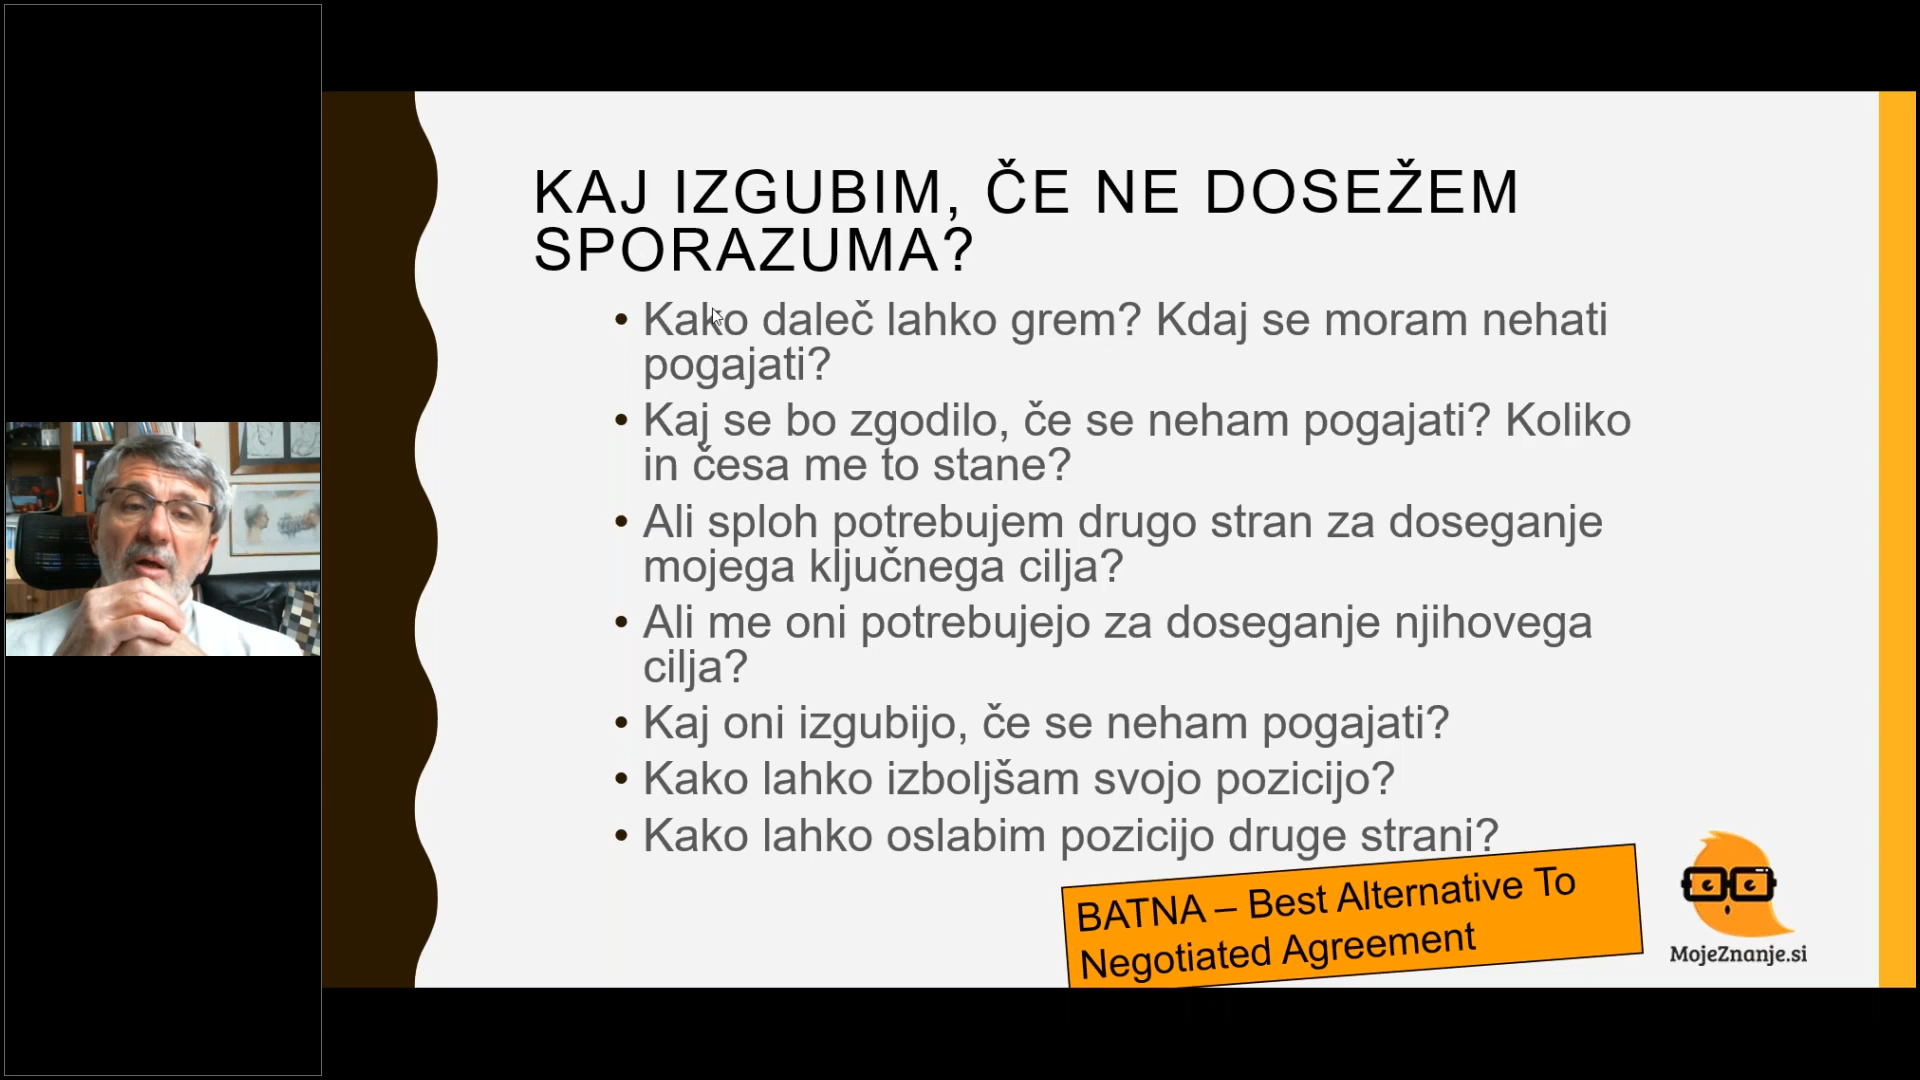 KAJ IZGUBIM, ČE NE DOSEŽEM
SPORAZUMA?
• Kako daleč lahko grem? Kdaj se moram nehati
pogajati?
• Kaj se bo zgodilo, če se neham pogajati? Koliko
in česa me to stane?
• Ali sploh potrebujem drugo stran za doseganje
mojega ključnega cilja?
• Ali me oni potrebujejo za doseganje njihovega
cilja?
• Kaj oni izgubijo, če se neham pogajati?
• Kako lahko izboljšam svojo pozicijo?
• Kako lahko oslabim pozicijo druge strani?
BATNA – Best Alternative To
Negotiated Agreement
MojeZnanje.si